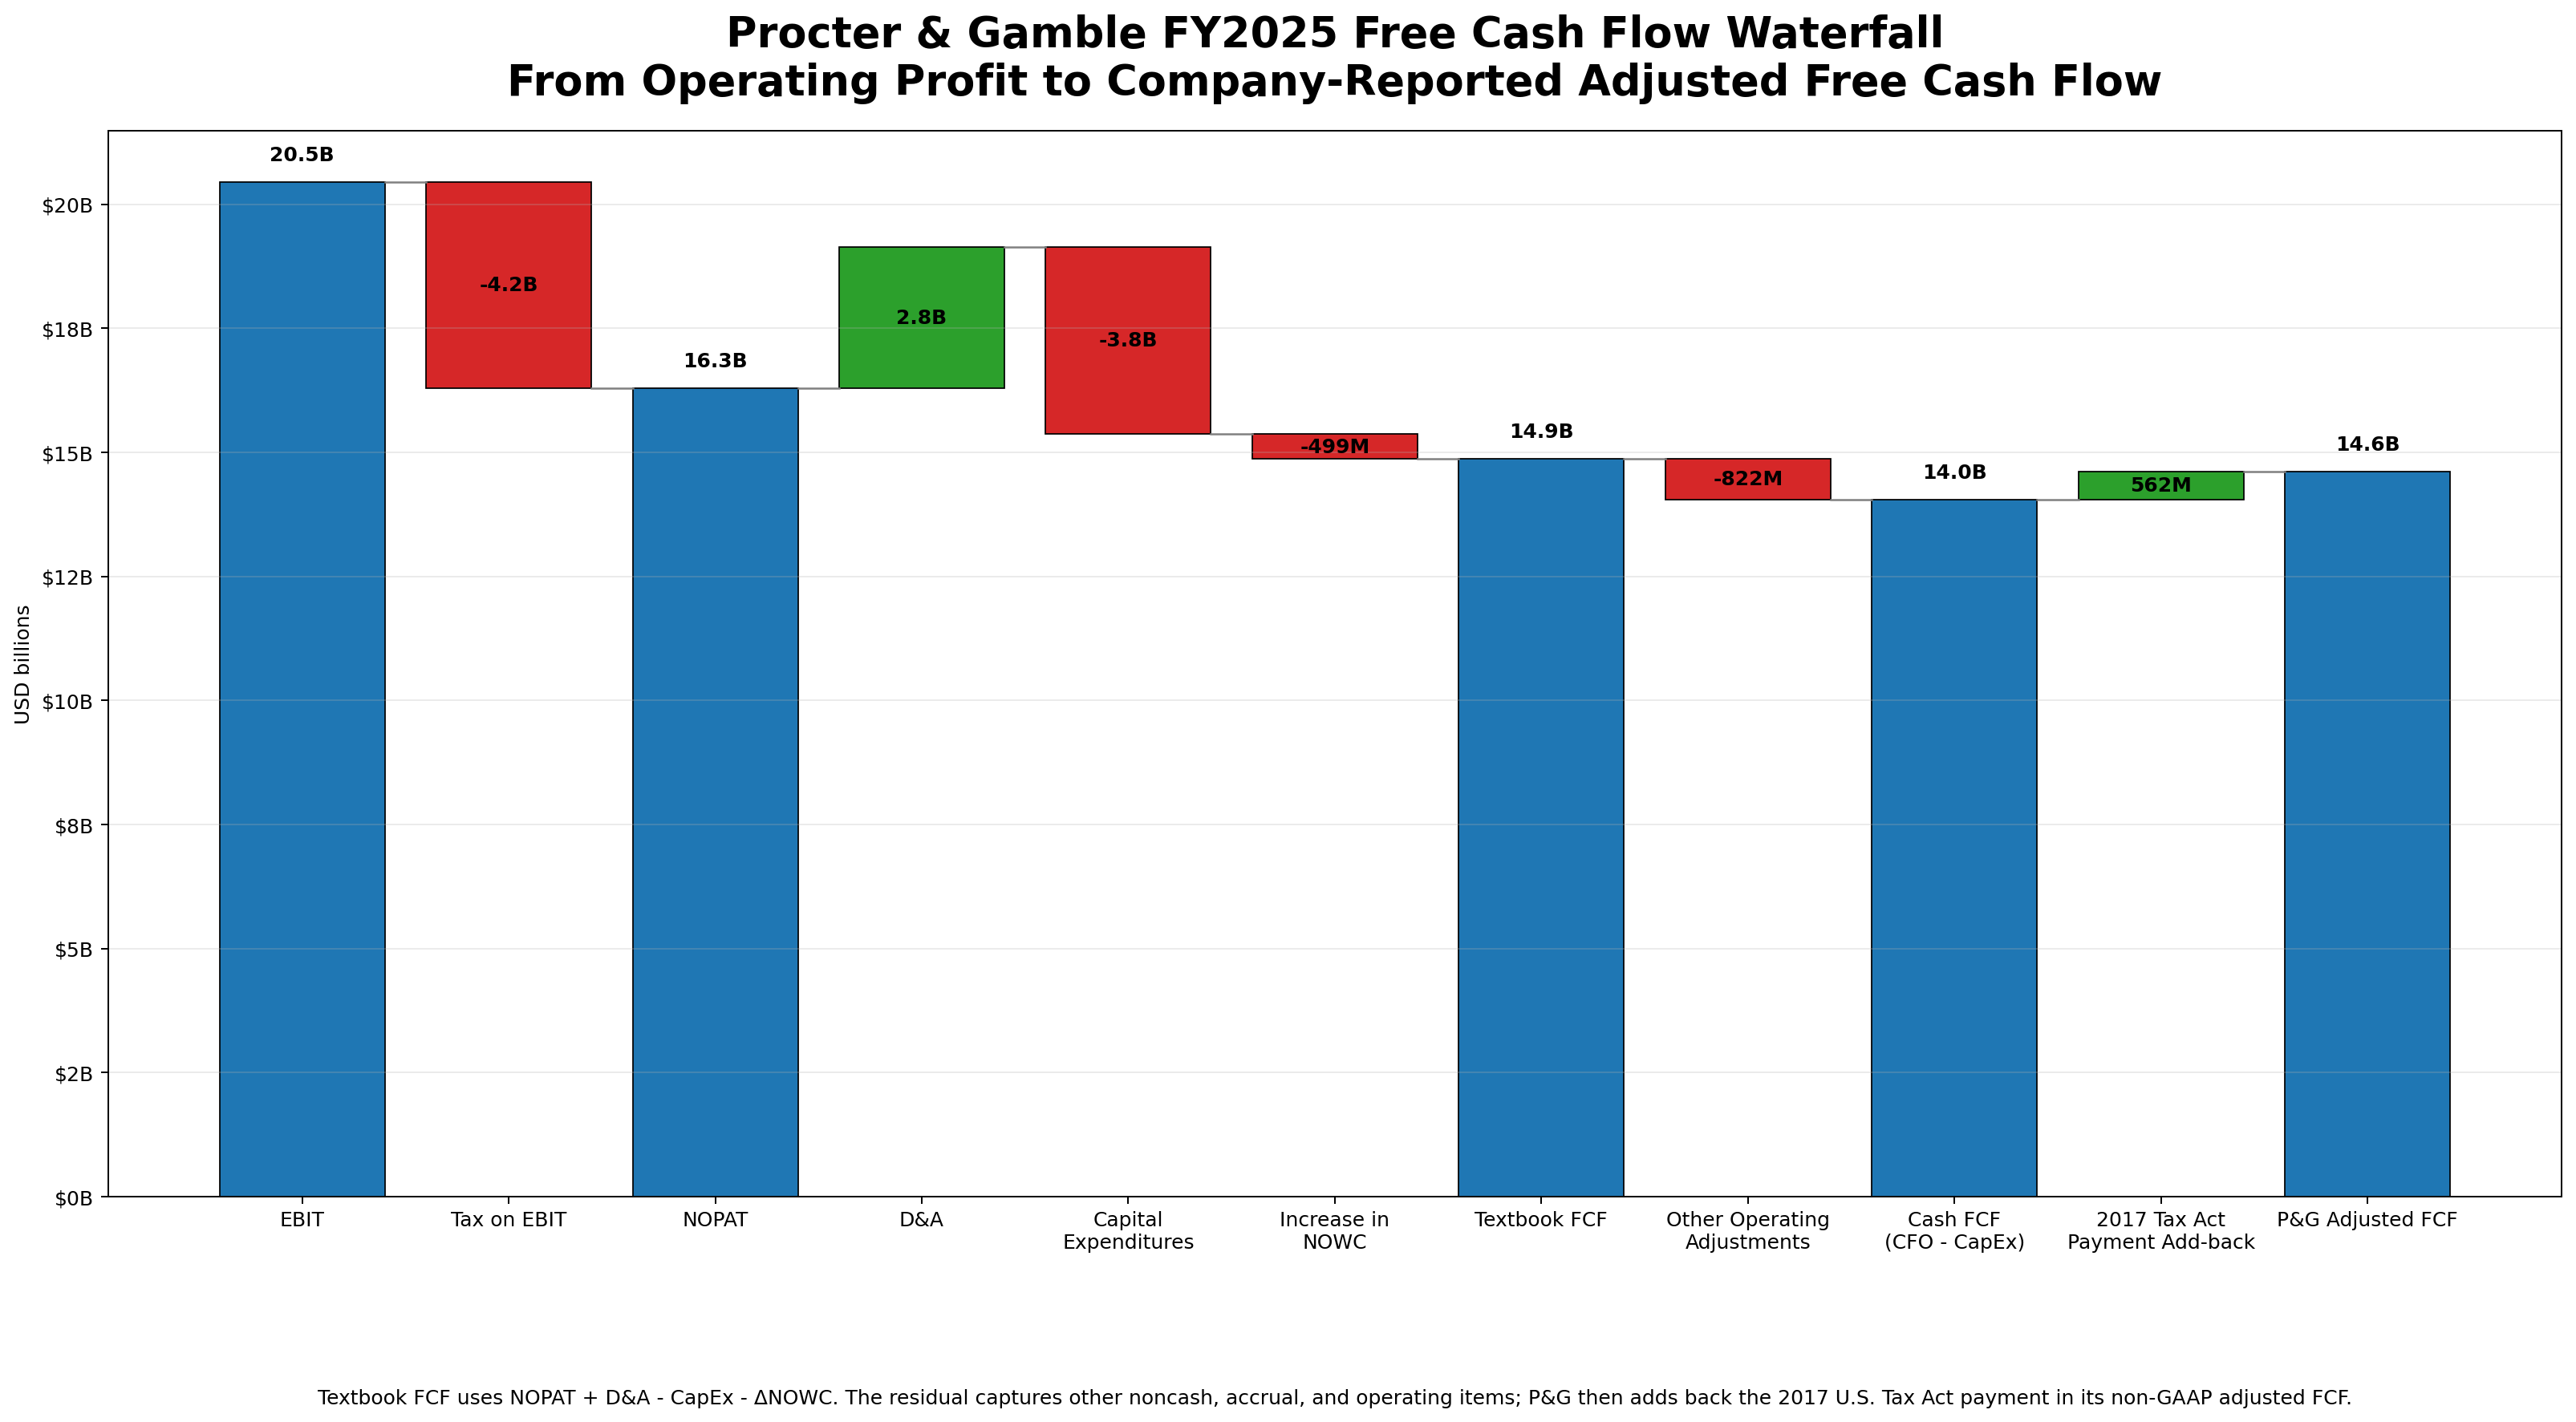 Procter & Gamble FY2025 Free Cash Flow Waterfall
From Operating Profit to Company-Reported Adjusted Free Cash Flow
USD billions
$20B
$18B
$15B
$12B
$10B
$8B
$5B
$2B
$0B
20.5B
-4.2B
16.3B
2.8B
-3.8B
-499M
14.9B
-822M
14.0B
562M
14.6B
EBIT
Tax on EBIT
NOPAT
D&A
Capital
Expenditures
Increase in
NOWC
Textbook FCF
Other Operating
Adjustments
Cash FCF
(CFO - CapEx)
2017 Tax Act
Payment Add-back
P&G Adjusted FCF
Textbook FCF uses NOPAT + D&A - CapEx - ΔNOWC. The residual captures other noncash, accrual, and operating items; P&G then adds back the 2017 U.S. Tax Act payment in its non-GAAP adjusted FCF.